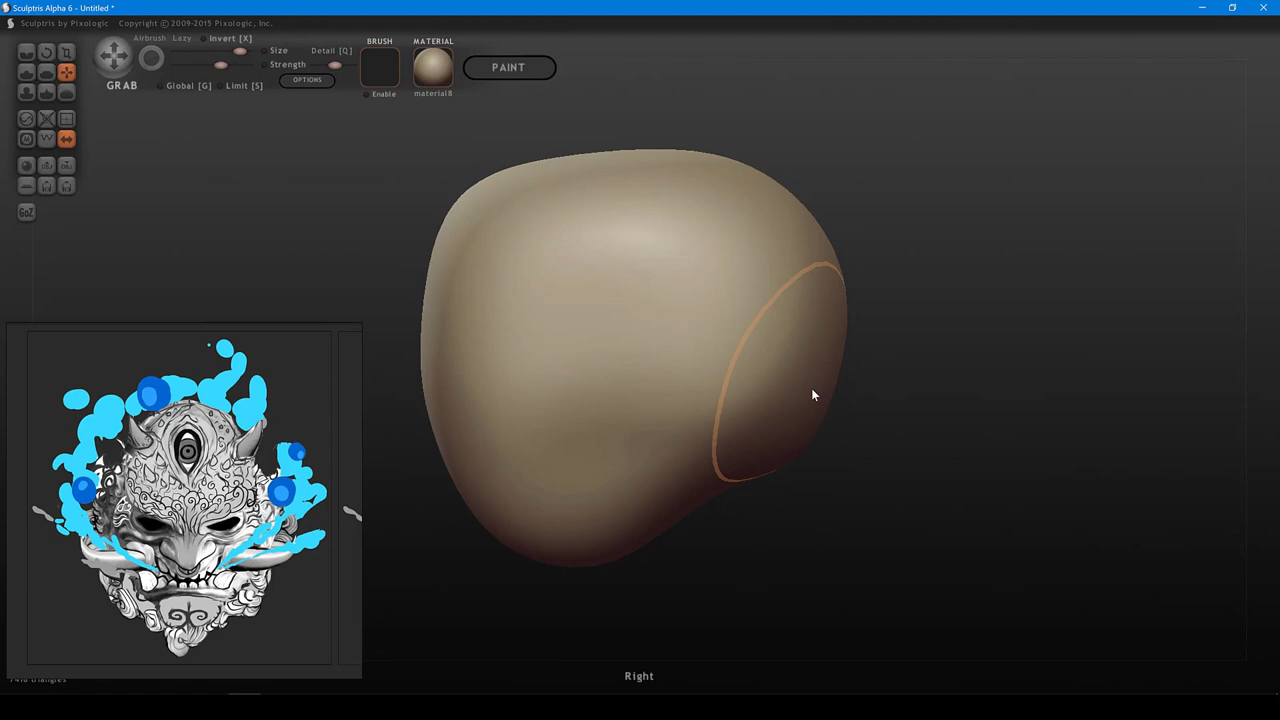 Sculptris Alpha 6 - Untitled *
Sculptris by Pixologic Copyright © 2009-2015 Pixologic, Inc.
Airbrush Lazy Invert [X]
Size Detail [Q]
Strength
OPTIONS
GRAB Global [G] Limit [S]
BRUSH
Enable
MATERIAL
material8
PAINT
GoZ
triangles
Right